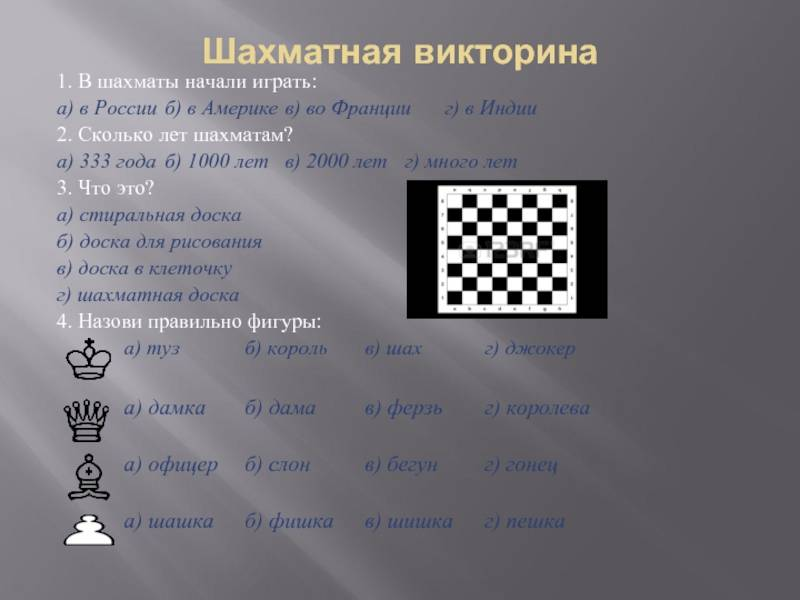 Шахматная викторина
1. В шахматы начали играть:
а) в России б) в Америке в) во Франции г) в Индии
2. Сколько лет шахматам?
а) 333 года б) 1000 лет в) 2000 лет г) много лет
3. Что это?
а) стиральная доска
б) доска для рисования
в) доска в клеточку
г) шахматная доска
4. Назови правильно фигуры:
а) туз б) король в) шах г) джокер
а) дамка б) дама в) ферзь г) королева
а) офицер б) слон в) бегун г) гонец
а) шашка б) фишка в) шишка г) пешка